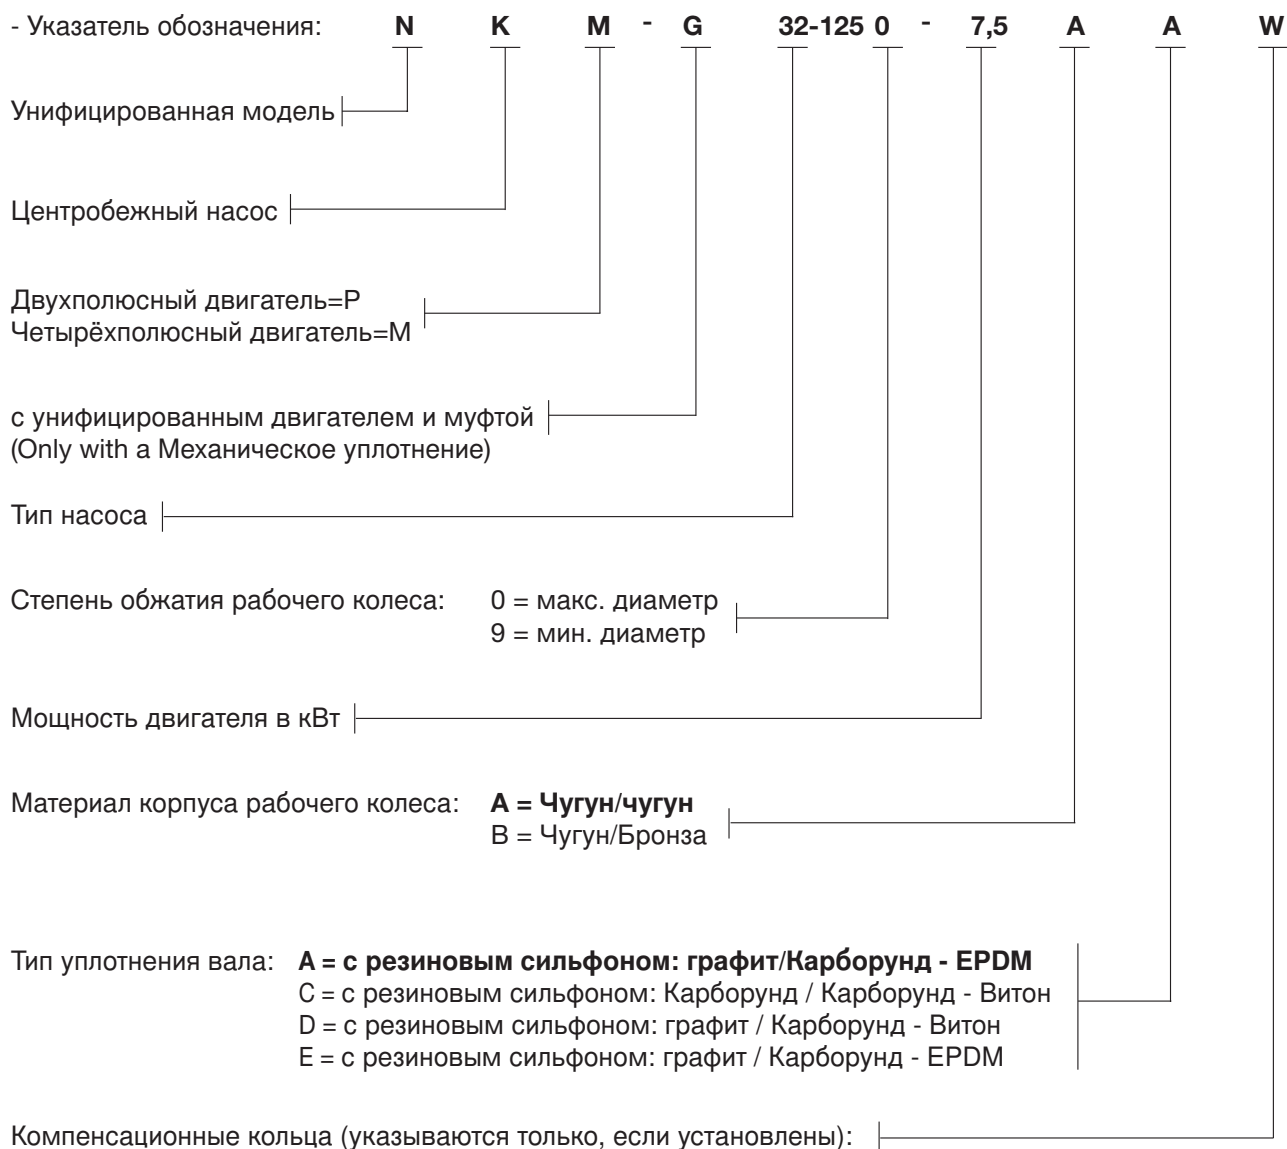 - Указатель обозначения: N K M - G 32-125 0 - 7,5 A A W
Унифицированная модель
Центробежный насос
Двухполюсный двигатель=P
Четырёхполюсный двигатель=M
с унифицированным двигателем и муфтой
(Only with a Механическое уплотнение)
Тип насоса
Степень обжатия рабочего колеса: 0 = макс. диаметр
9 = мин. диаметр
Мощность двигателя в кВт
Материал корпуса рабочего колеса: A = Чугун/чугун
B = Чугун/Бронза
Тип уплотнения вала: A = с резиновым сильфоном: графит/Карборунд - EPDM
C = с резиновым сильфоном: Карборунд / Карборунд - Витон
D = с резиновым сильфоном: графит / Карборунд - Витон
E = с резиновым сильфоном: графит / Карборунд - EPDM
Компенсационные кольца (указываются только, если установлены):